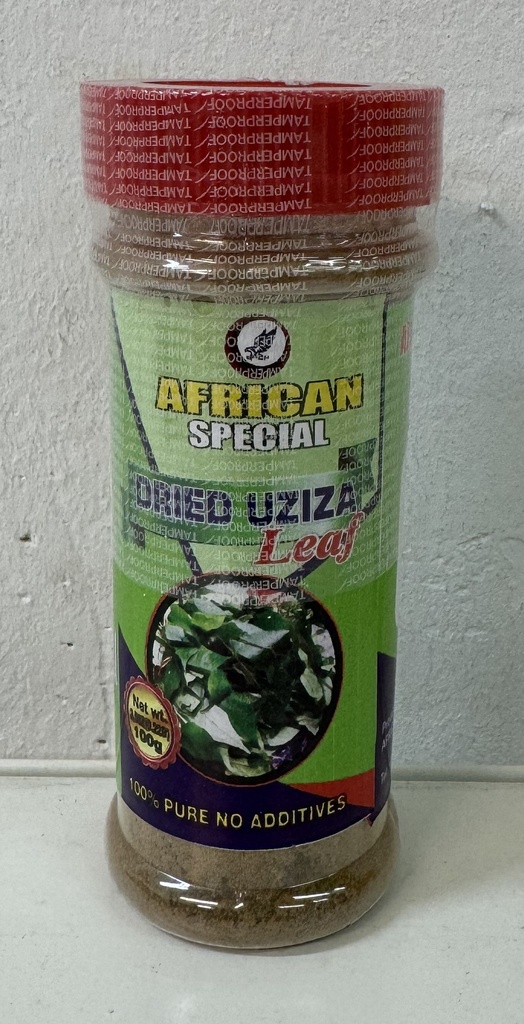 TAMPERPROOF
AFRICAN
SPECIAL
DRIED UZIZA
Leaf
Net wt.
100g
100% PURE NO ADDITIVES